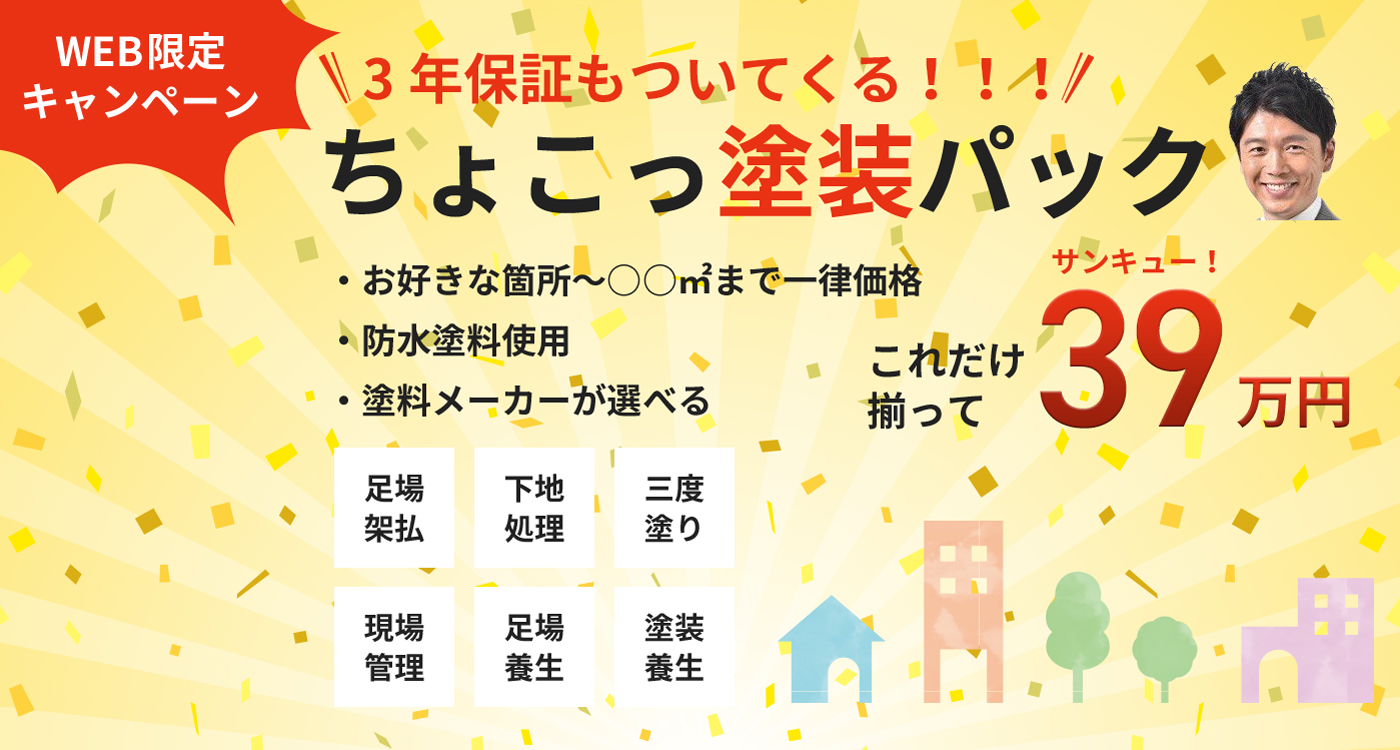 WEB限定
キャンペーン
3年保証もついてくる！！！
ちょこっ塗装パック
・お好きな箇所〜○○㎡まで一律価格
・防水塗料使用
・塗料メーカーが選べる
サンキュー！
これだけ
揃って
39万円
足場
架払
下地
処理
三度
塗り
現場
管理
足場
養生
塗装
養生